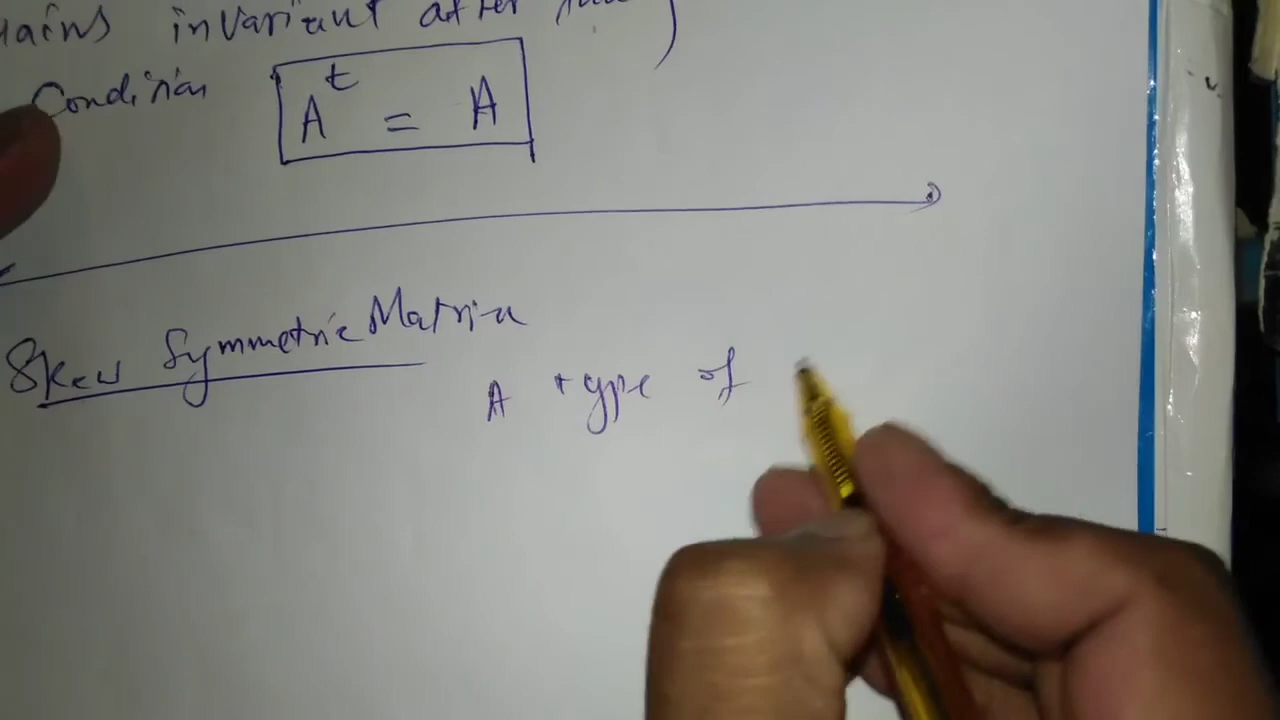 invariant after
Condition A^t = A
Skew Symmetric Matrix
A type of